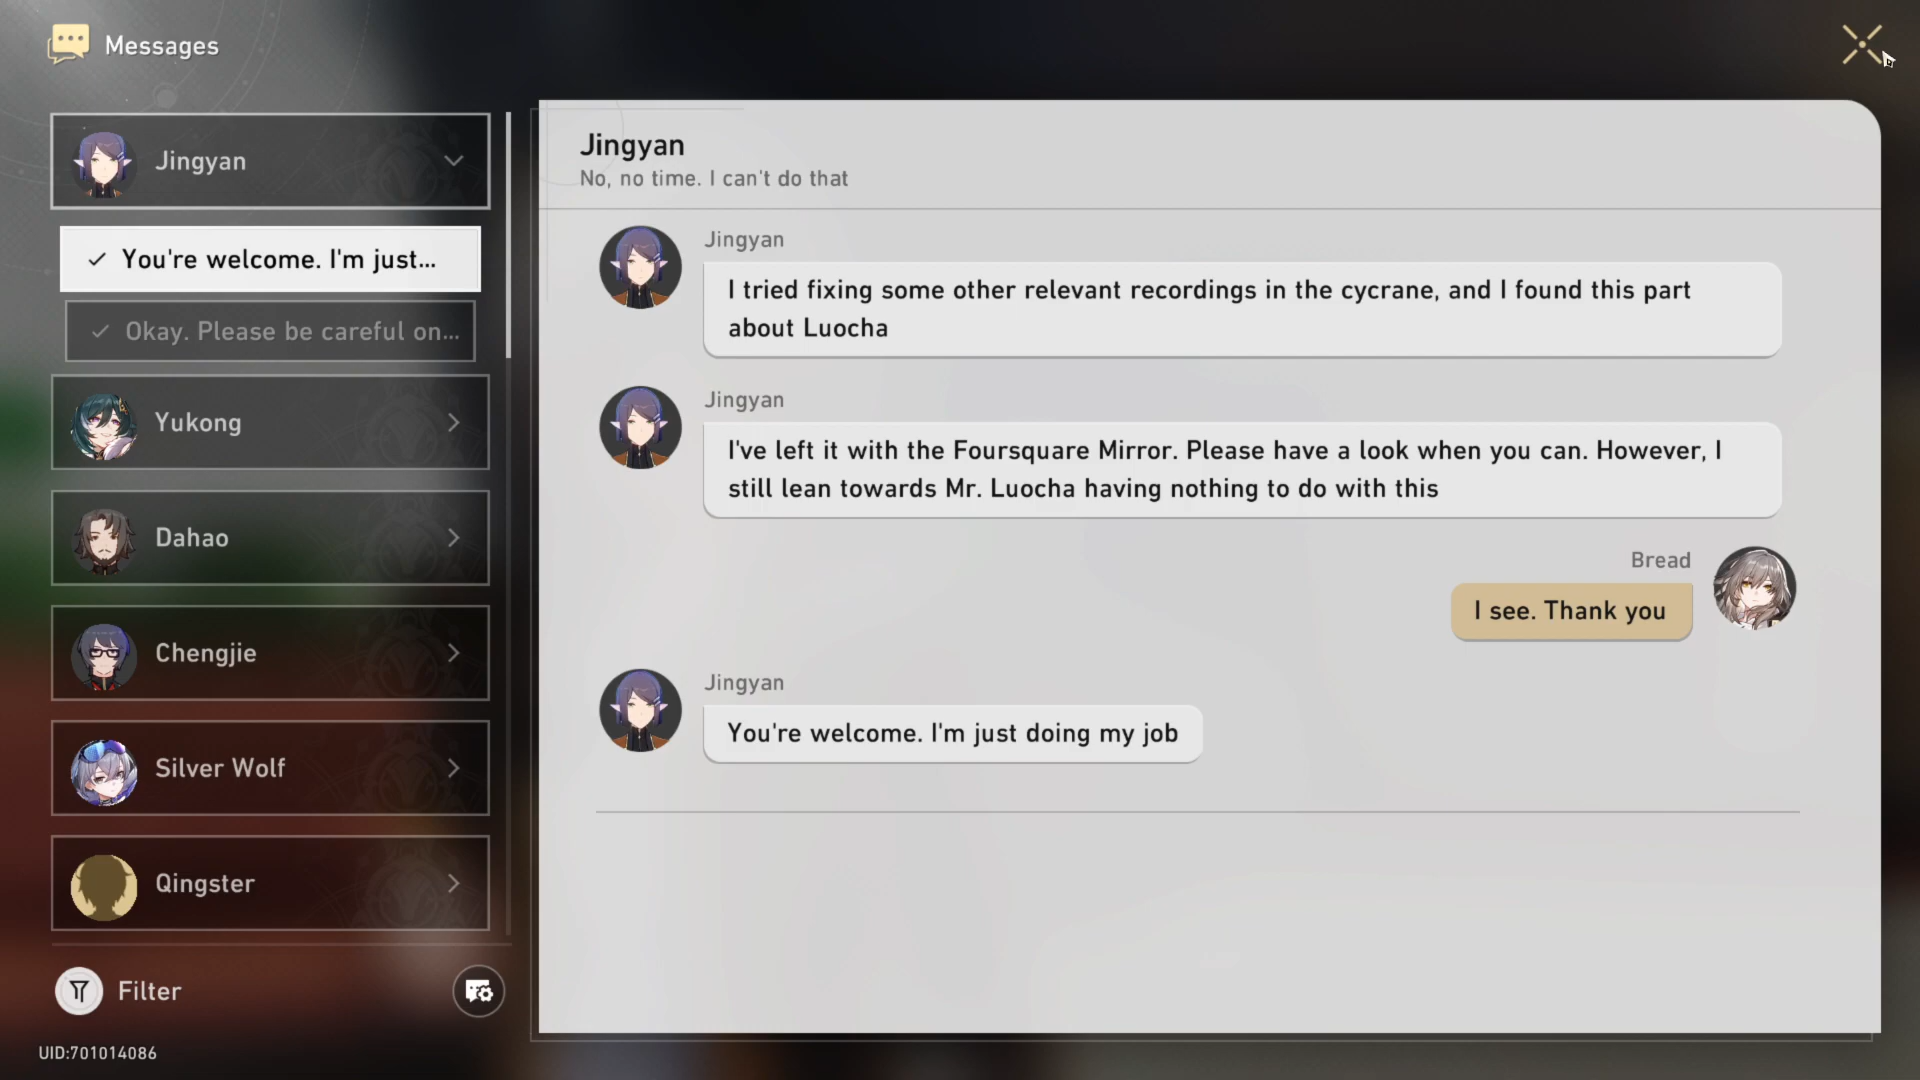 Messages
Jingyan
You're welcome. I'm just...
Okay. Please be careful on...
Yukong
Dahao
Chengjie
Silver Wolf
Qingster
Filter
UID:701014086
Jingyan
No, no time. I can't do that
Jingyan
I tried fixing some other relevant recordings in the cycrane, and I found this part
about Luocha
Jingyan
I've left it with the Foursquare Mirror. Please have a look when you can. However, I
still lean towards Mr. Luocha having nothing to do with this
Bread
I see. Thank you
Jingyan
You're welcome. I'm just doing my job